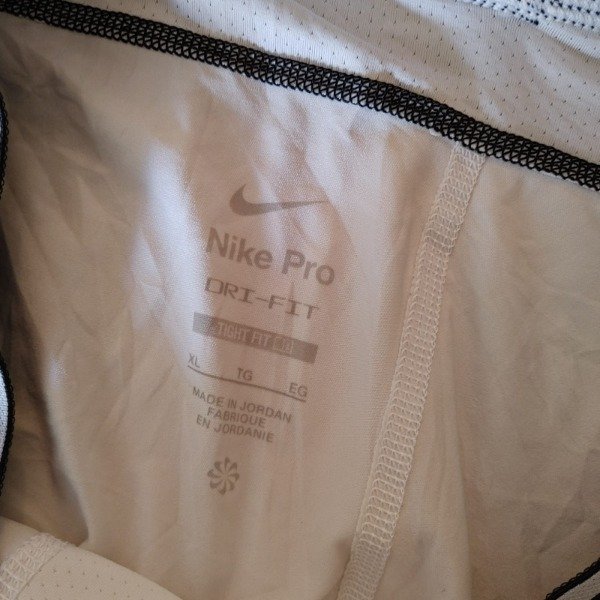 Nike Pro
DRI-FIT
TIGHT FIT
XL TG EG
MADE IN JORDAN
FABRIQUE
EN JORDANIE